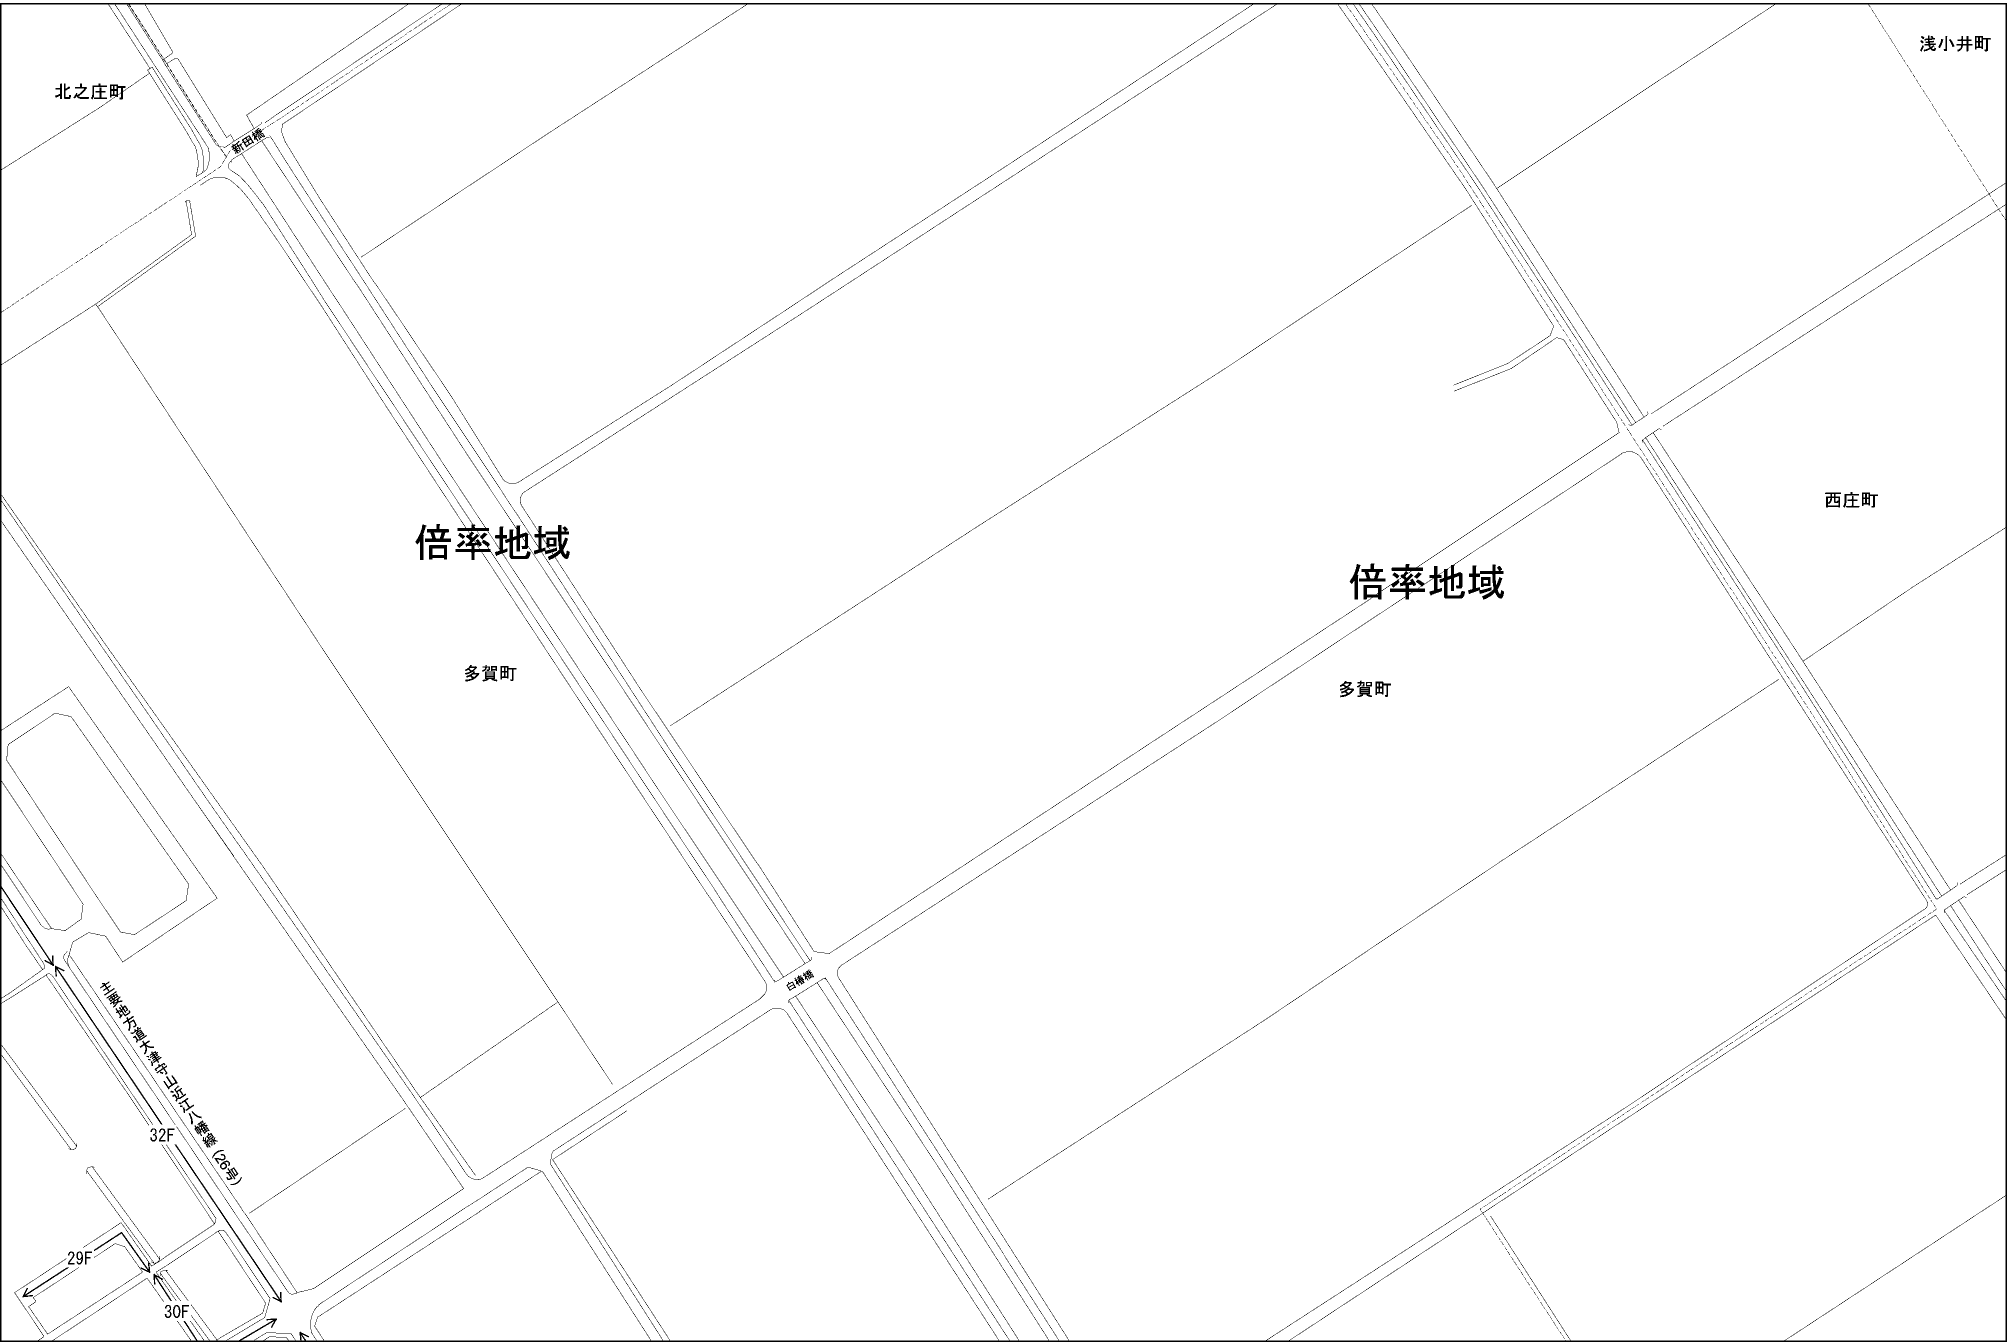 浅小井町
北之庄町
新田橋
西庄町
倍率地域
倍率地域
多賀町
多賀町
白椿橋
主要地方道大津守山近江八幡線(26号)
32F
29F
30F